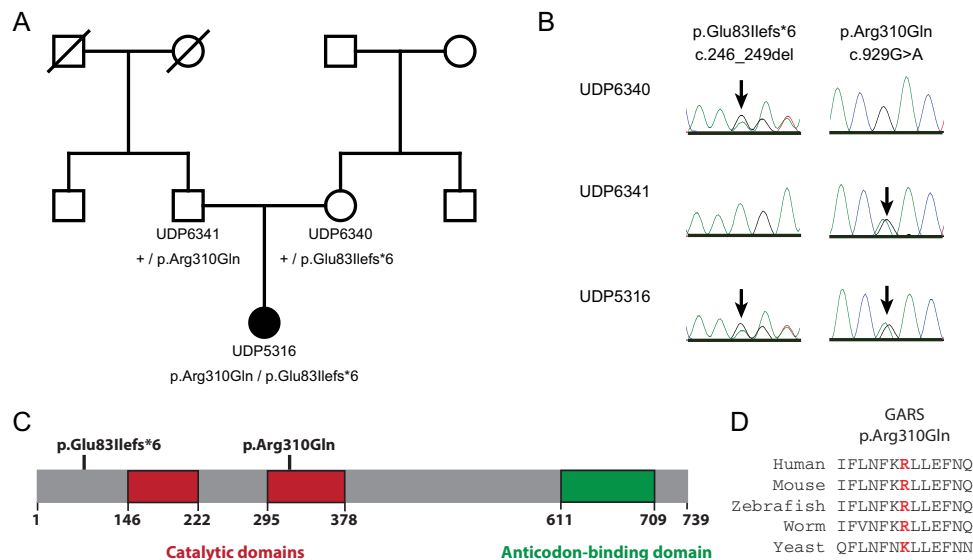 A
UDP6341
+ / p.Arg310Gln
UDP6340
+ / p.Glu83Ilefs*6
UDP5316
p.Arg310Gln / p.Glu83Ilefs*6
B
p.Glu83Ilefs*6
c.246_249del
p.Arg310Gln
c.929G>A
UDP6340
UDP6341
UDP5316
C
p.Glu83Ilefs*6
p.Arg310Gln
1 146 222 295 378 611 709 739
Catalytic domains
Anticodon-binding domain
D
GARS
p.Arg310Gln
Human IFLNFKRLLEFNQ
Mouse IFLNFKRLLEFNQ
Zebrafish IFLNFKRLLEFNQ
Worm IFVNFKRLLEFNQ
Yeast QFLNFNKLLEFNN